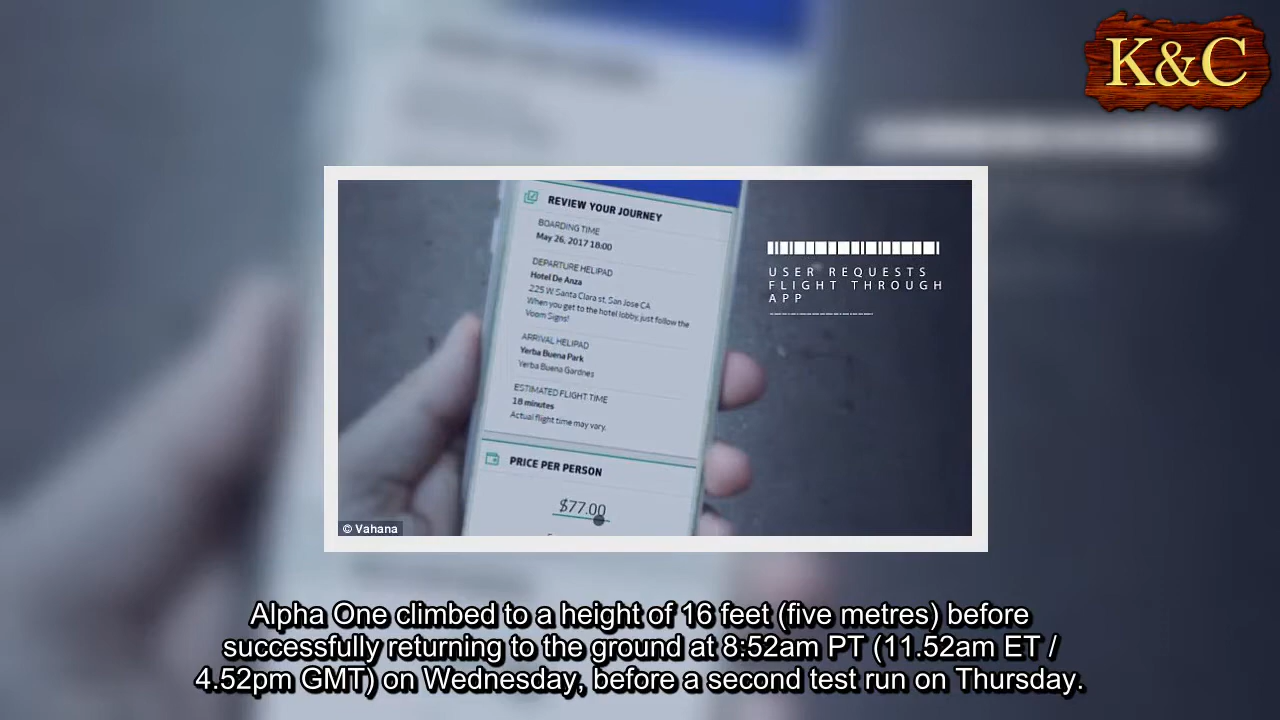 K&C
REVIEW YOUR JOURNEY
BOARDING TIME
May 26, 2017 18:00
DEPARTURE HELIPAD
Hotel De Anza
225 W Santa Clara st, San Jose CA
When you get to the hotel lobby, just follow the
Voom Signs!
ARRIVAL HELIPAD
Yerba Buena Park
Yerba Buena Gardnes
ESTIMATED FLIGHT TIME
18 minutes
Actual flight time may vary.
PRICE PER PERSON
$77.00
USER REQUESTS
FLIGHT THROUGH
APP
© Vahana
Alpha One climbed to a height of 16 feet (five metres) before
successfully returning to the ground at 8:52am PT (11.52am ET /
4.52pm GMT) on Wednesday, before a second test run on Thursday.